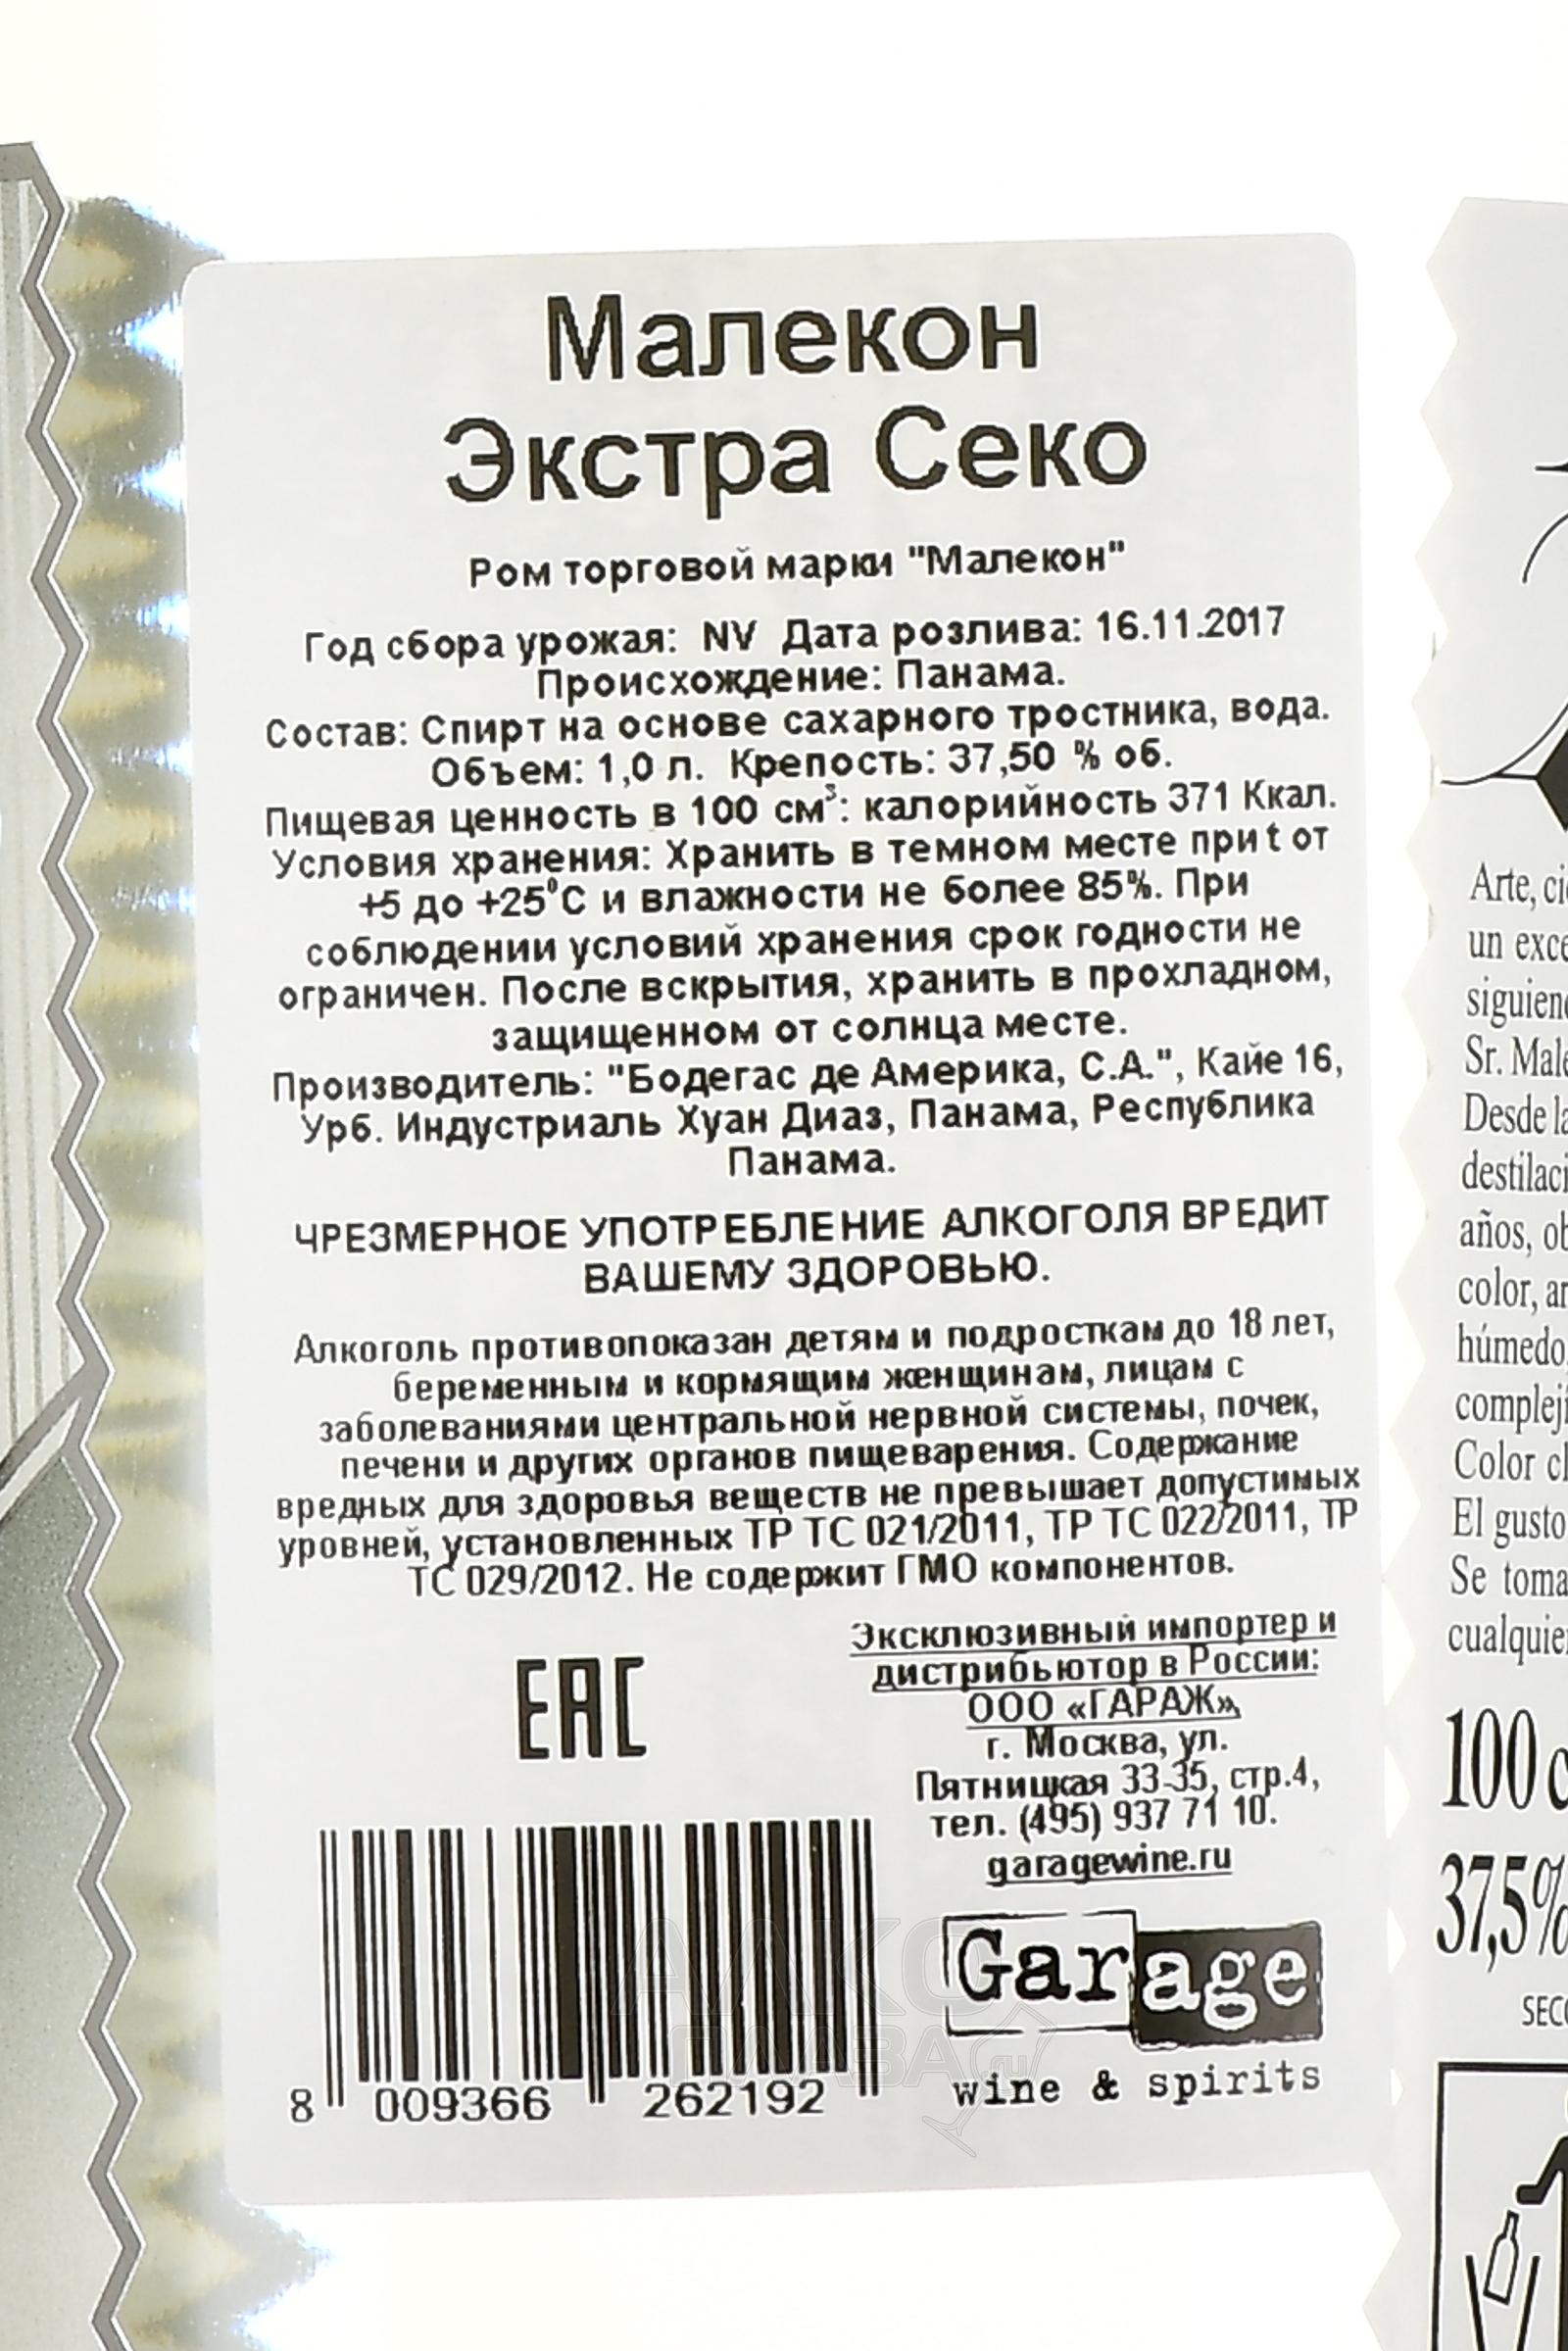 Малекон
Экстра Секо
Ром торговой марки "Малекон"
Год сбора урожая: NV Дата розлива: 16.11.2017
Происхождение: Панама.
Состав: Спирт на основе сахарного тростника, вода.
Объем: 1,0 л. Крепость: 37,50 % об.
Пищевая ценность в 100 см³: калорийность 371 Ккал.
Условия хранения: Хранить в темном месте при t от
+5 до +25⁰С и влажности не более 85%. При
соблюдении условий хранения срок годности не
ограничен. После вскрытия, хранить в прохладном,
защищенном от солнца месте.
Производитель: "Бодегас де Америка, С.А.", Кайе 16,
Урб. Индустриаль Хуан Диаз, Панама, Республика
Панама.
ЧРЕЗМЕРНОЕ УПОТРЕБЛЕНИЕ АЛКОГОЛЯ ВРЕДИТ
ВАШЕМУ ЗДОРОВЬЮ.
Алкоголь противопоказан детям и подросткам до 18 лет,
беременным и кормящим женщинам, лицам с
заболеваниями центральной нервной системы, почек,
печени и других органов пищеварения. Содержание
вредных для здоровья веществ не превышает допустимых
уровней, установленных ТР ТС 021/2011, ТР ТС 022/2011, ТР
ТС 029/2012. Не содержит ГМО компонентов.
EAC
Эксклюзивный импортер и
дистрибьютор в России:
ООО «ГАРАЖ»,
г. Москва, ул.
Пятницкая 33-35, стр.4,
тел. (495) 937 71 10.
garagewine.ru
Garage
wine & spirits
8 009366 262192
АЛКО
ПЛАЗА
.ru
Arte,
un
Sr.
Desde
años,
color,
húmedo
Color
El gusto
Se toma
100
37,5%